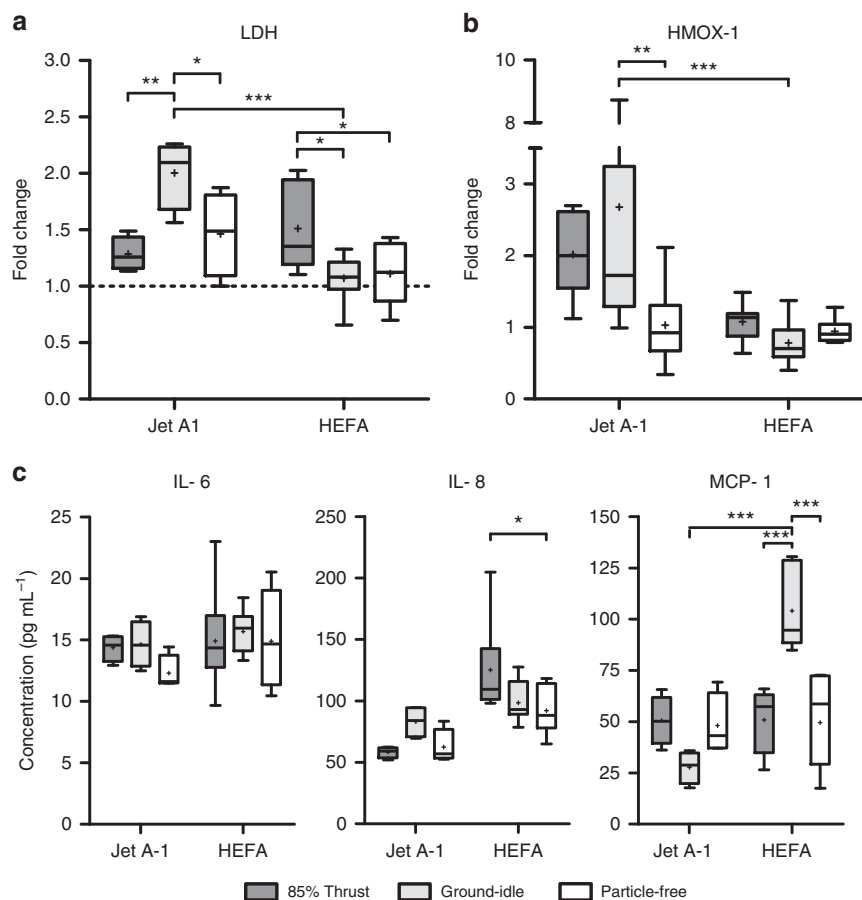 a
LDH
Fold change
3.0
2.5
2.0
1.5
1.0
0.5
0.0
**
*
***
*
*
Jet A1
HEFA
b
HMOX-1
Fold change
10
8
3
2
1
0
**
***
Jet A-1
HEFA
c
IL- 6
Concentration (pg mL⁻¹)
25
20
15
10
5
0
Jet A-1
HEFA
IL- 8
250
200
150
100
50
0
*
Jet A-1
HEFA
MCP- 1
150
125
100
75
50
25
0
***
***
***
Jet A-1
HEFA
85% Thrust
Ground-idle
Particle-free